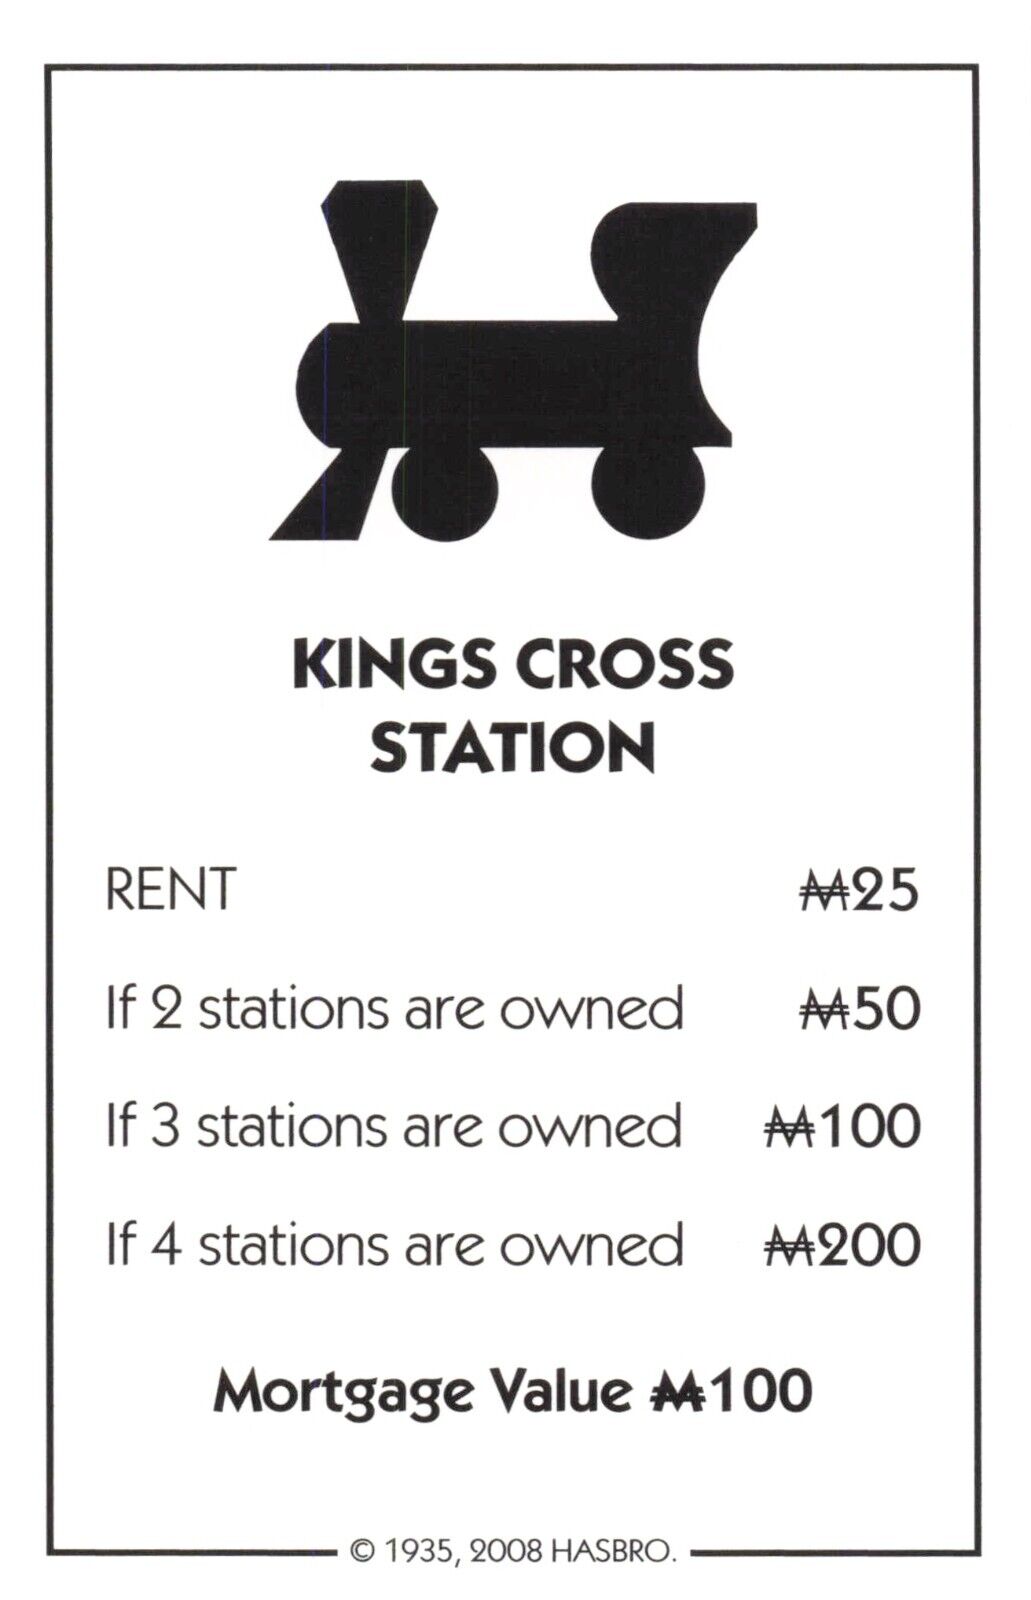 KINGS CROSS
STATION
RENT ₩25
If 2 stations are owned ₩50
If 3 stations are owned ₩100
If 4 stations are owned ₩200
Mortgage Value ₩100
© 1935, 2008 HASBRO.